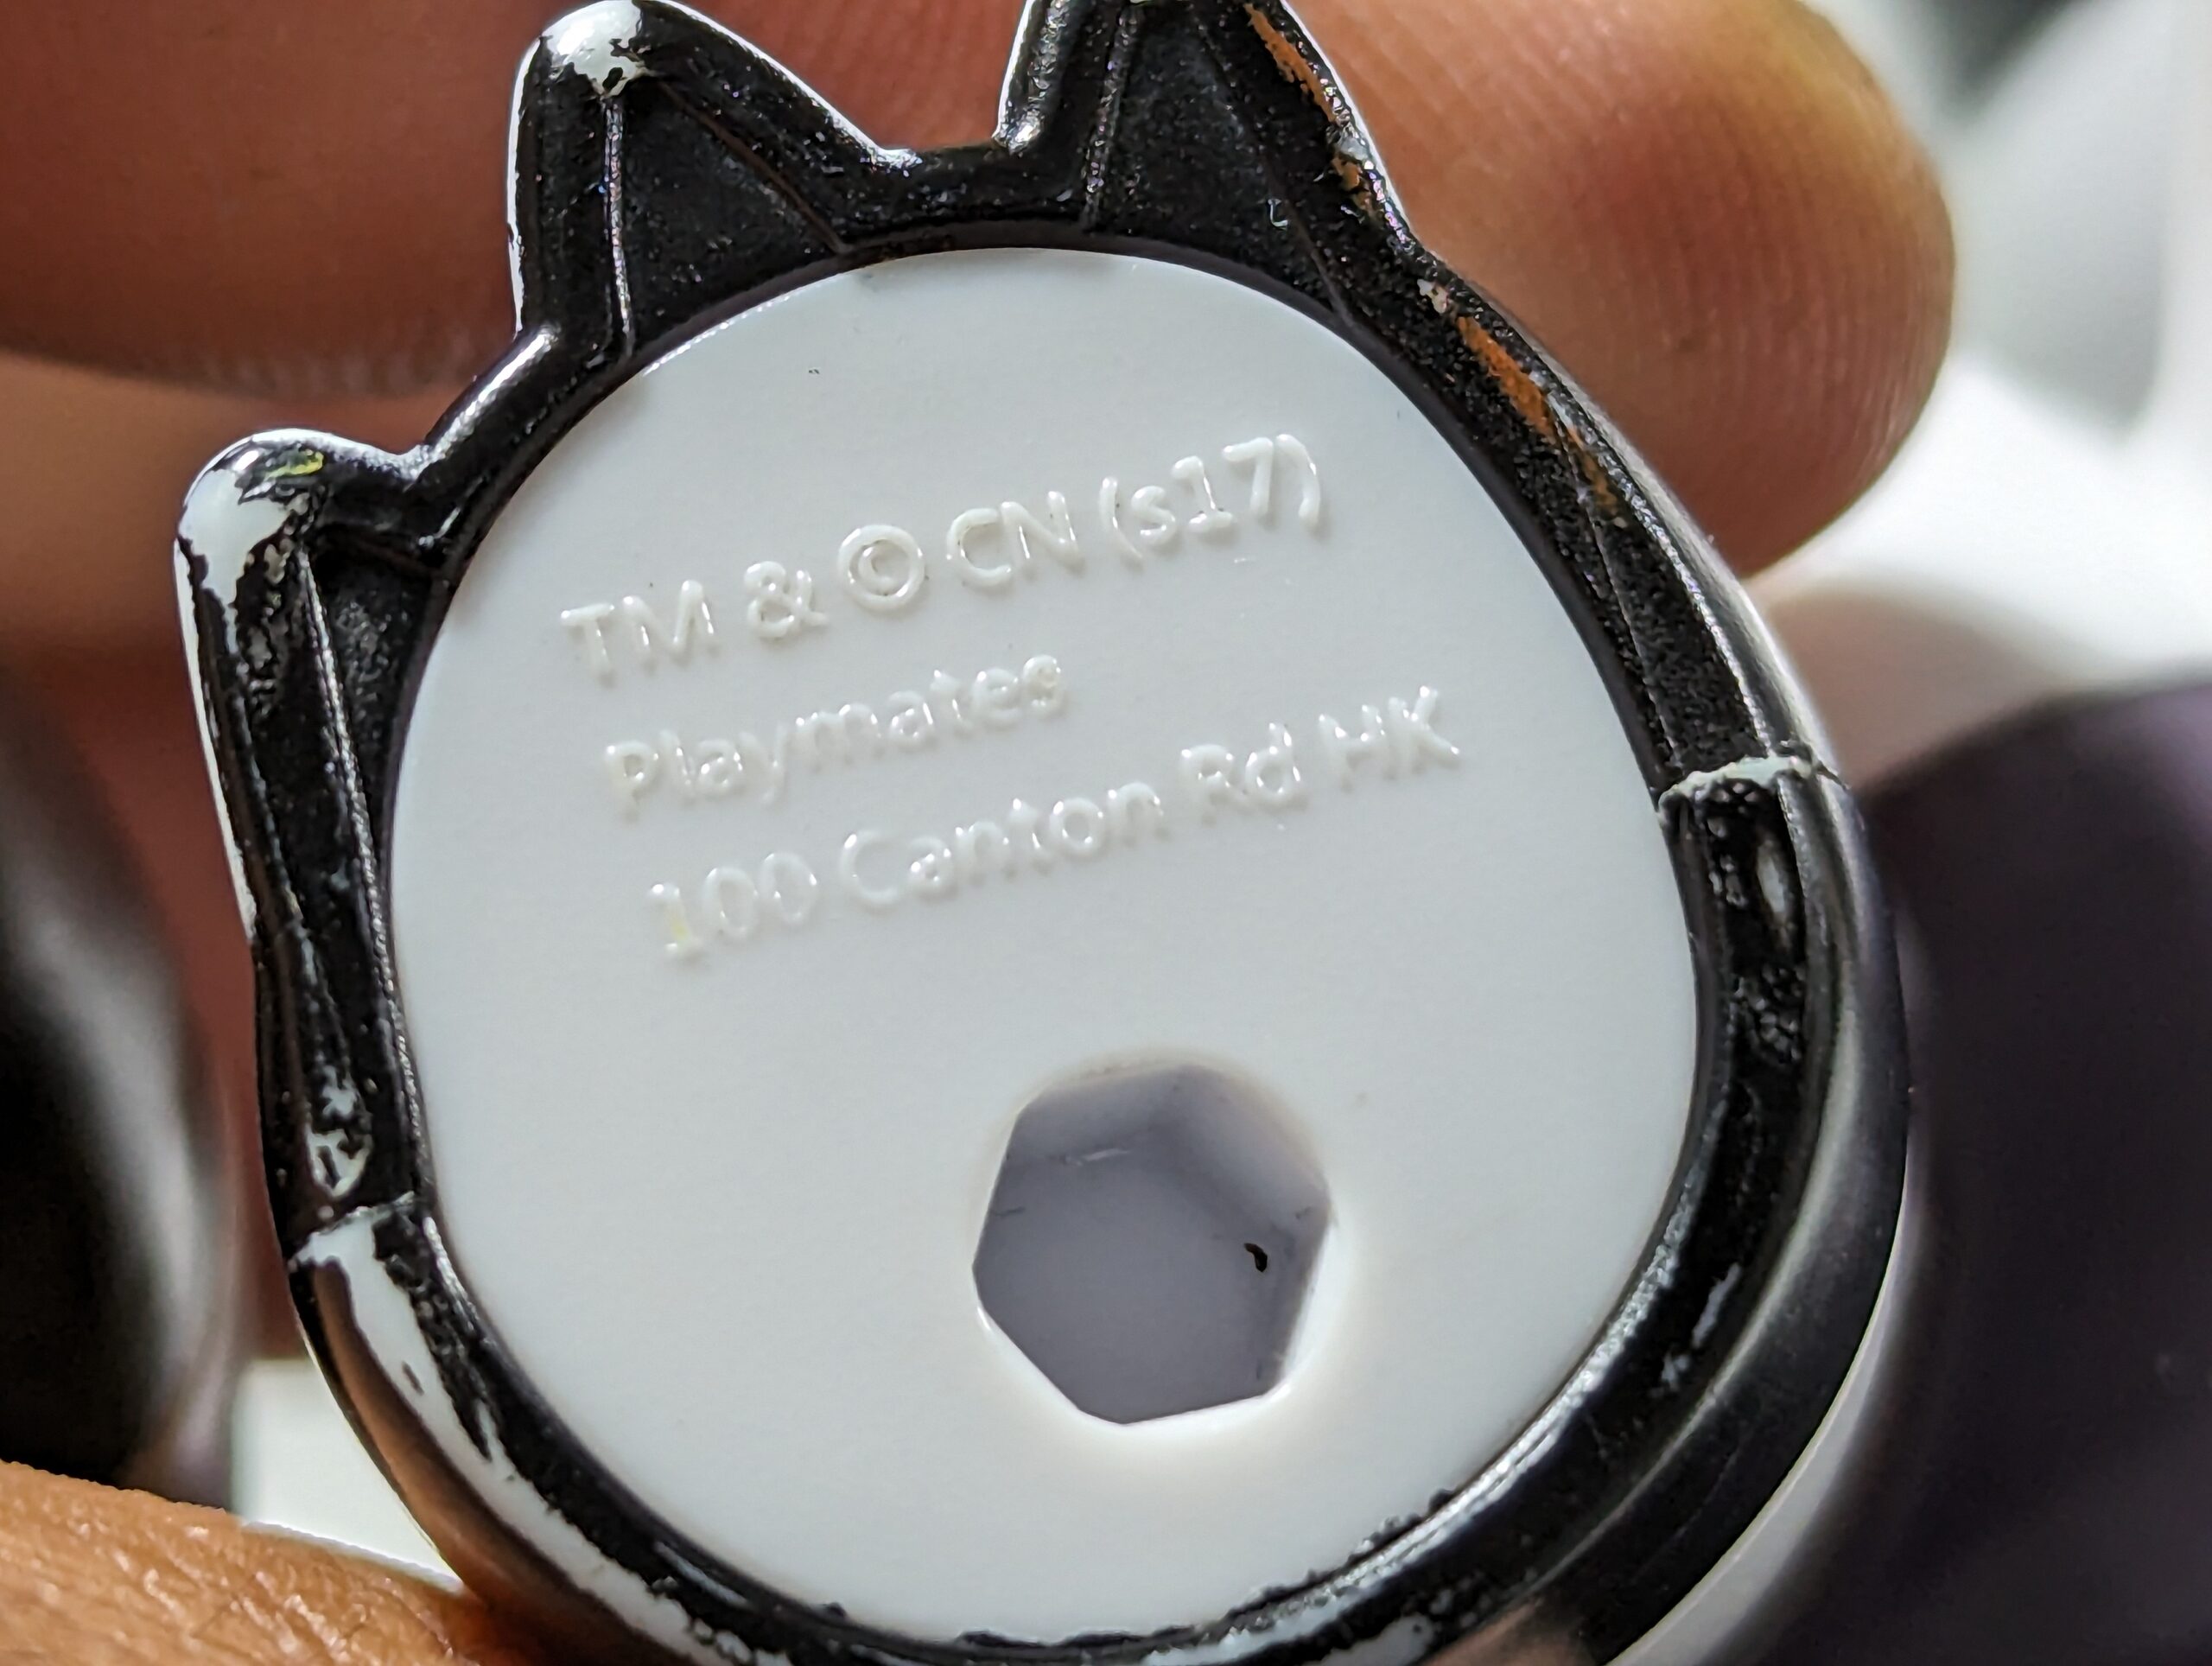 TM & © CN (s17)
Playmates
100 Canton Rd HK